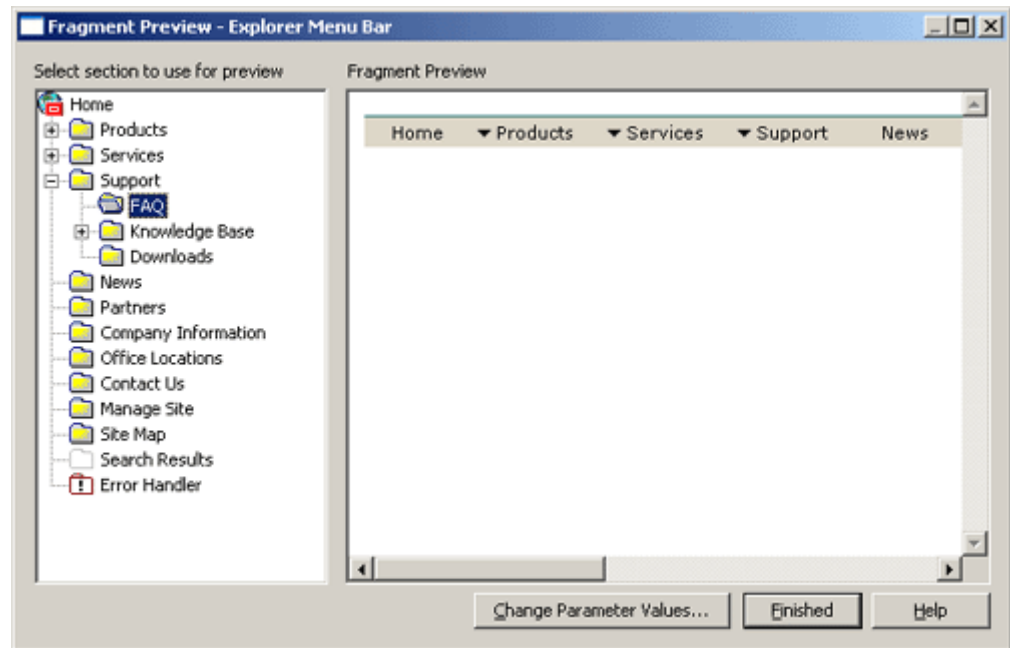 Fragment Preview - Explorer Menu Bar
Select section to use for preview
Fragment Preview
Home
Products
Services
Support
FAQ
Knowledge Base
Downloads
News
Partners
Company Information
Office Locations
Contact Us
Manage Site
Site Map
Search Results
Error Handler
Home Products Services Support News
Change Parameter Values... Finished Help